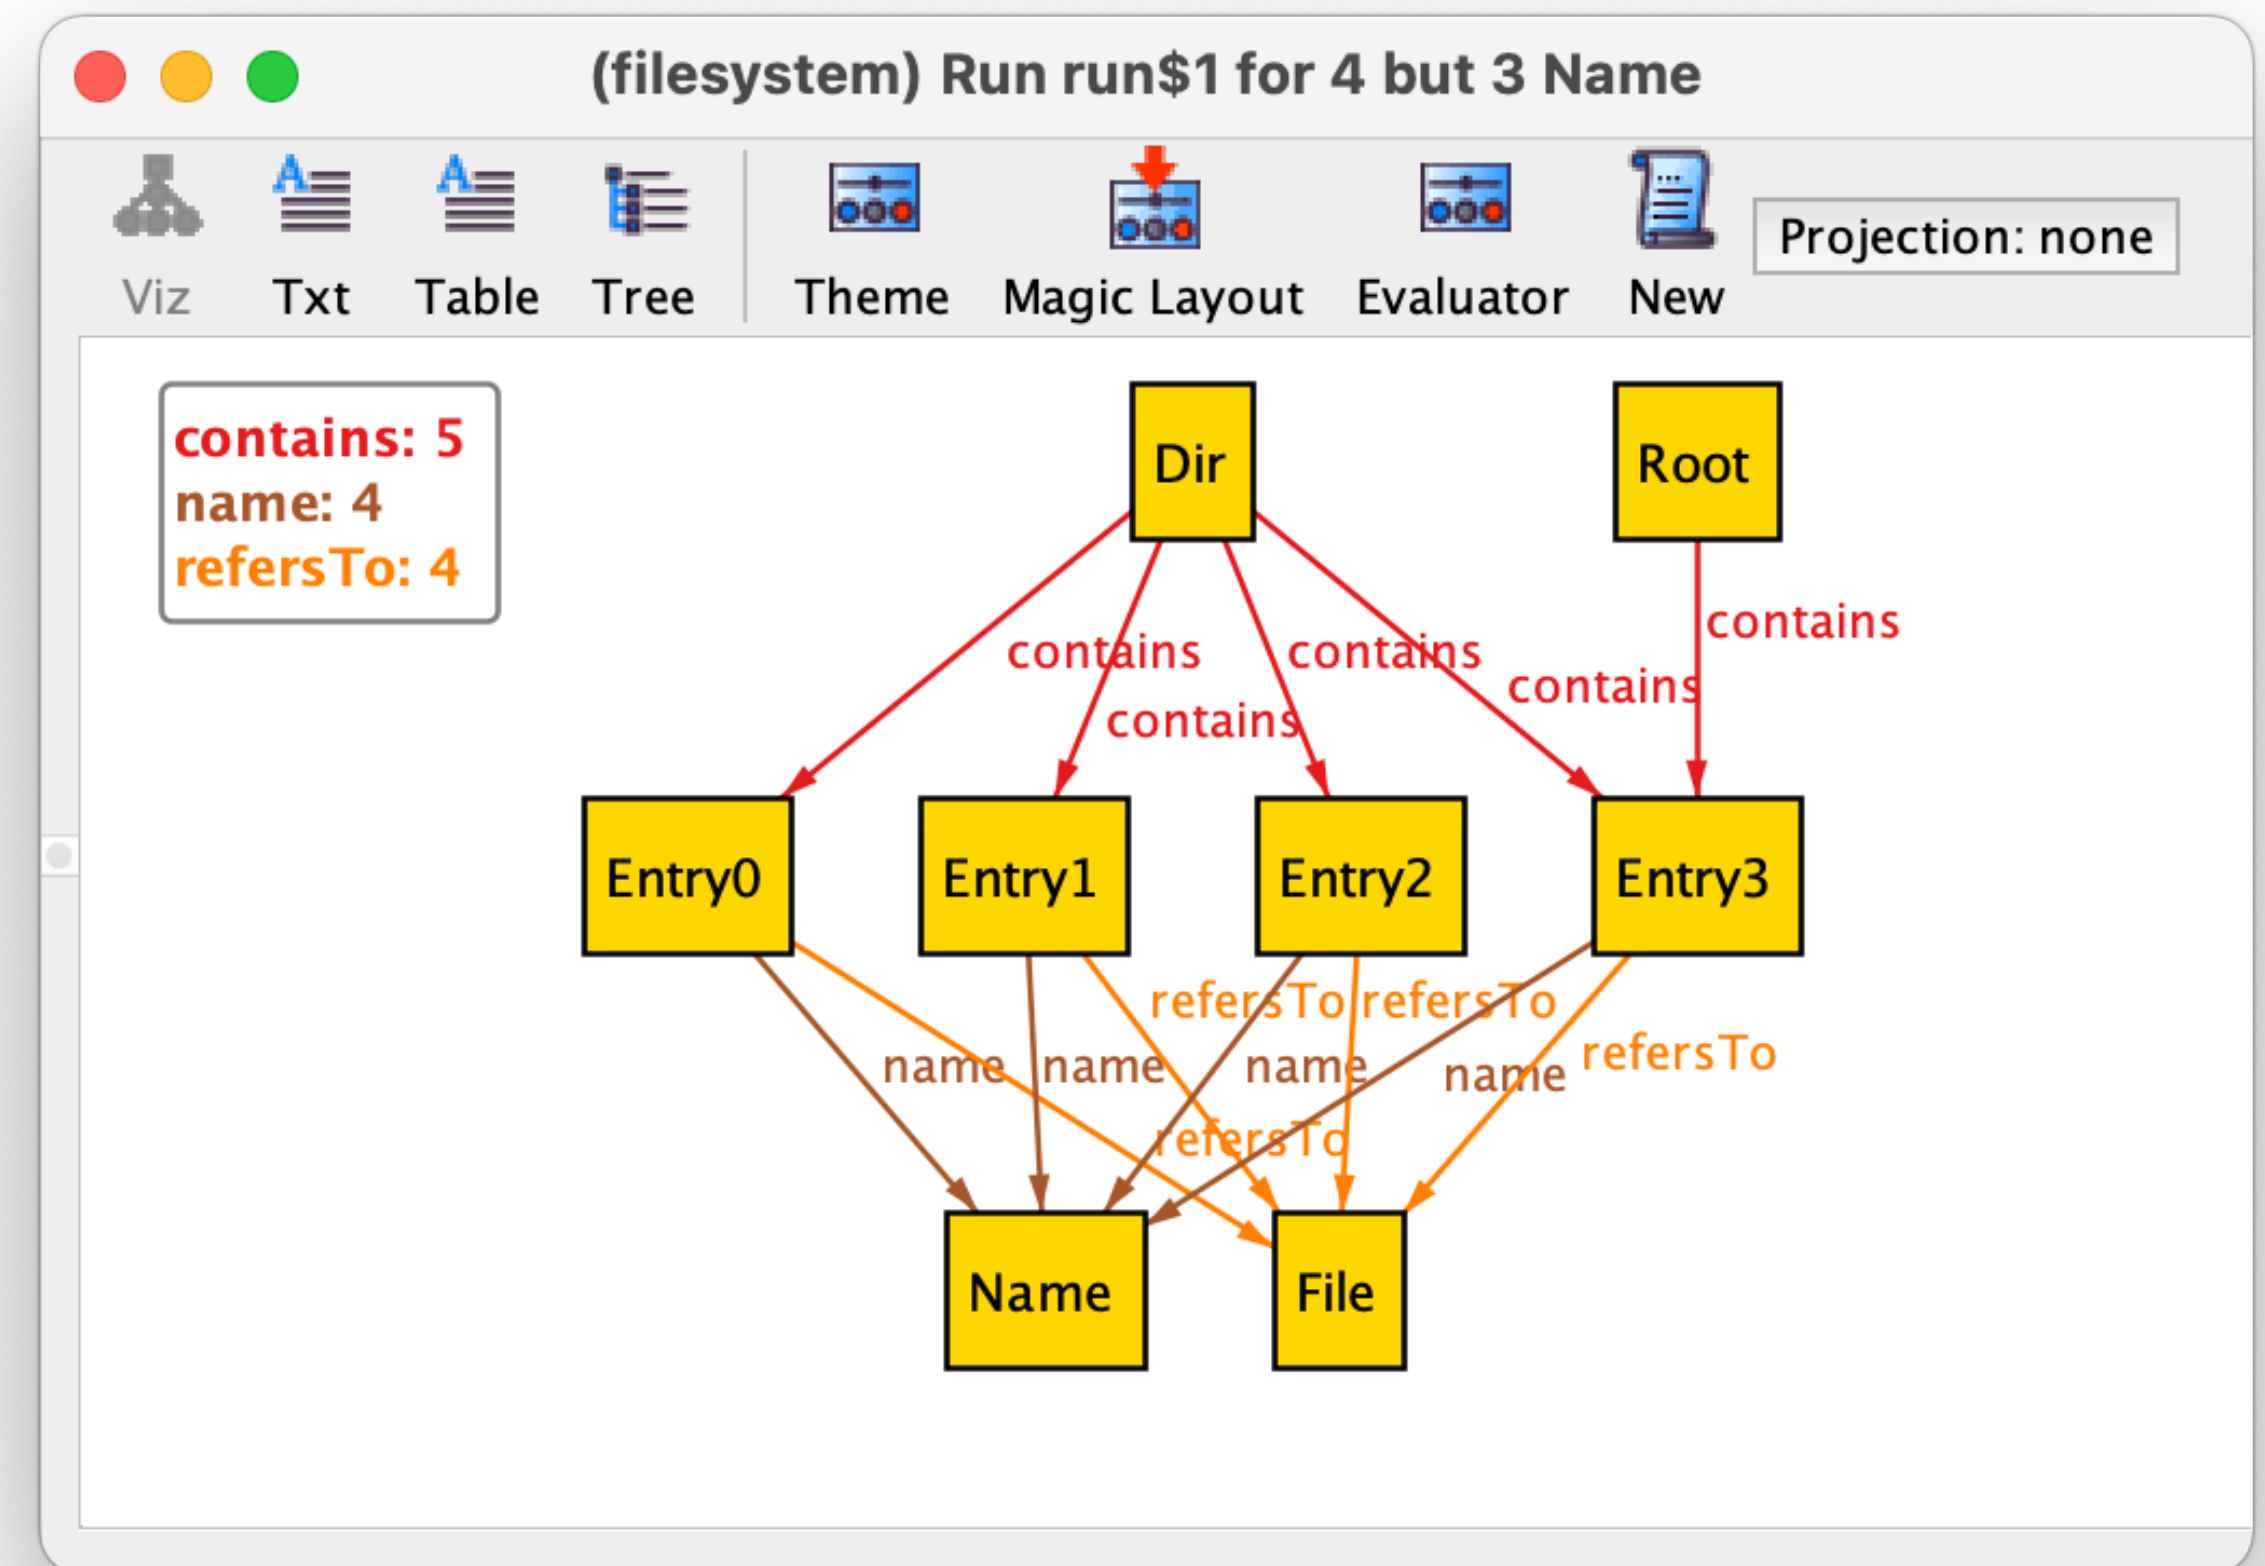 (filesystem) Run run$1 for 4 but 3 Name
Viz Txt Table Tree Theme Magic Layout Evaluator New Projection: none
contains: 5
name: 4
refersTo: 4
Dir Root
contains
contains contains
contains
contains
Entry0 Entry1 Entry2 Entry3
refersTo refersTo
refersTo
name name name name
refersTo
Name File